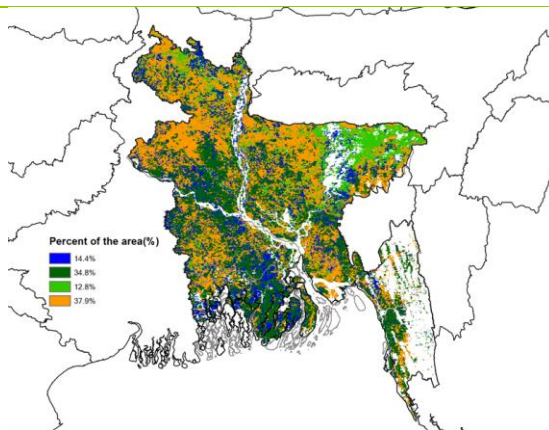 Percent of the area(%)
14.4%
34.8%
12.8%
37.9%